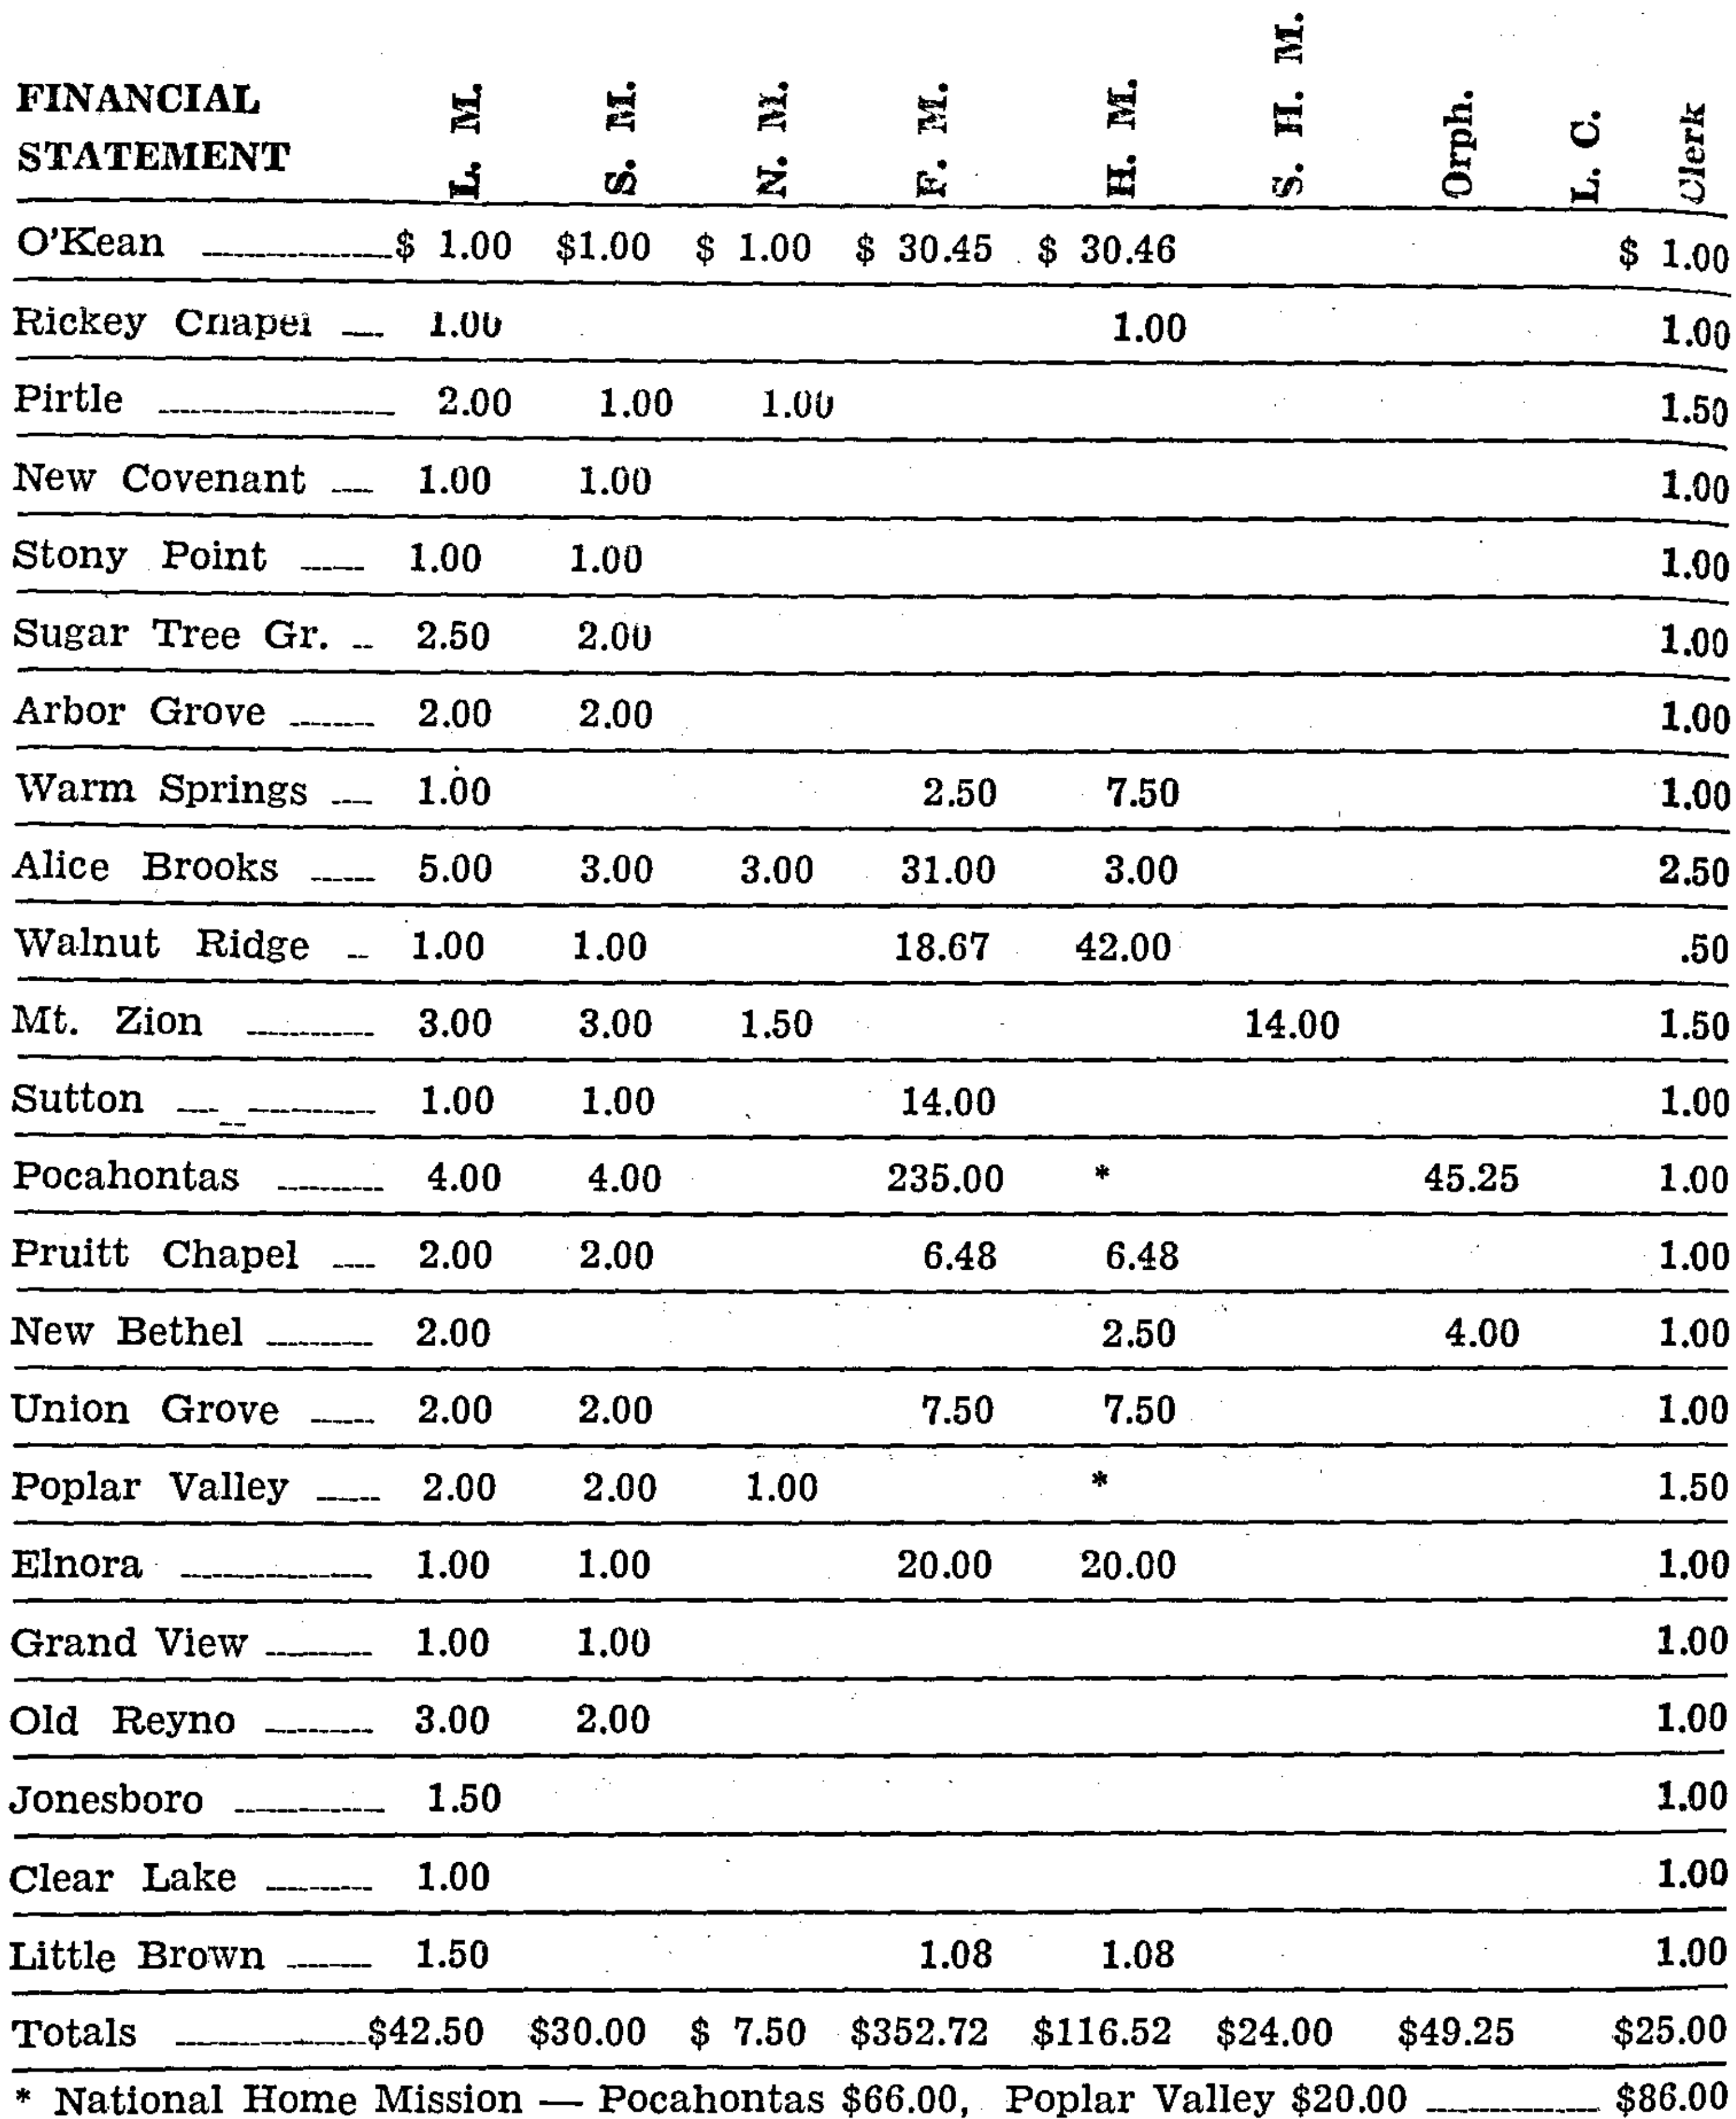 FINANCIAL STATEMENT L. M. S. M. N. M. F. M. H. M. S. H. M. Orph. L. C. Clerk
O'Kean $ 1.00 $1.00 $ 1.00 $ 30.45 $ 30.46 $ 1.00
Rickey Chapel 1.00 1.00 1.00
Pirtle 2.00 1.00 1.00 1.50
New Covenant 1.00 1.00 1.00
Stony Point 1.00 1.00 1.00
Sugar Tree Gr. 2.50 2.00 1.00
Arbor Grove 2.00 2.00 1.00
Warm Springs 1.00 2.50 7.50 1.00
Alice Brooks 5.00 3.00 3.00 31.00 3.00 2.50
Walnut Ridge 1.00 1.00 18.67 42.00 .50
Mt. Zion 3.00 3.00 1.50 14.00 1.50
Sutton 1.00 1.00 14.00 1.00
Pocahontas 4.00 4.00 235.00 * 45.25 1.00
Pruitt Chapel 2.00 2.00 6.48 6.48 1.00
New Bethel 2.00 2.50 4.00 1.00
Union Grove 2.00 2.00 7.50 7.50 1.00
Poplar Valley 2.00 2.00 1.00 * 1.50
Elnora 1.00 1.00 20.00 20.00 1.00
Grand View 1.00 1.00 1.00
Old Reyno 3.00 2.00 1.00
Jonesboro 1.50 1.00
Clear Lake 1.00 1.00
Little Brown 1.50 1.08 1.08 1.00
Totals $42.50 $30.00 $ 7.50 $352.72 $116.52 $24.00 $49.25 $25.00
* National Home Mission — Pocahontas $66.00, Poplar Valley $20.00 $86.00